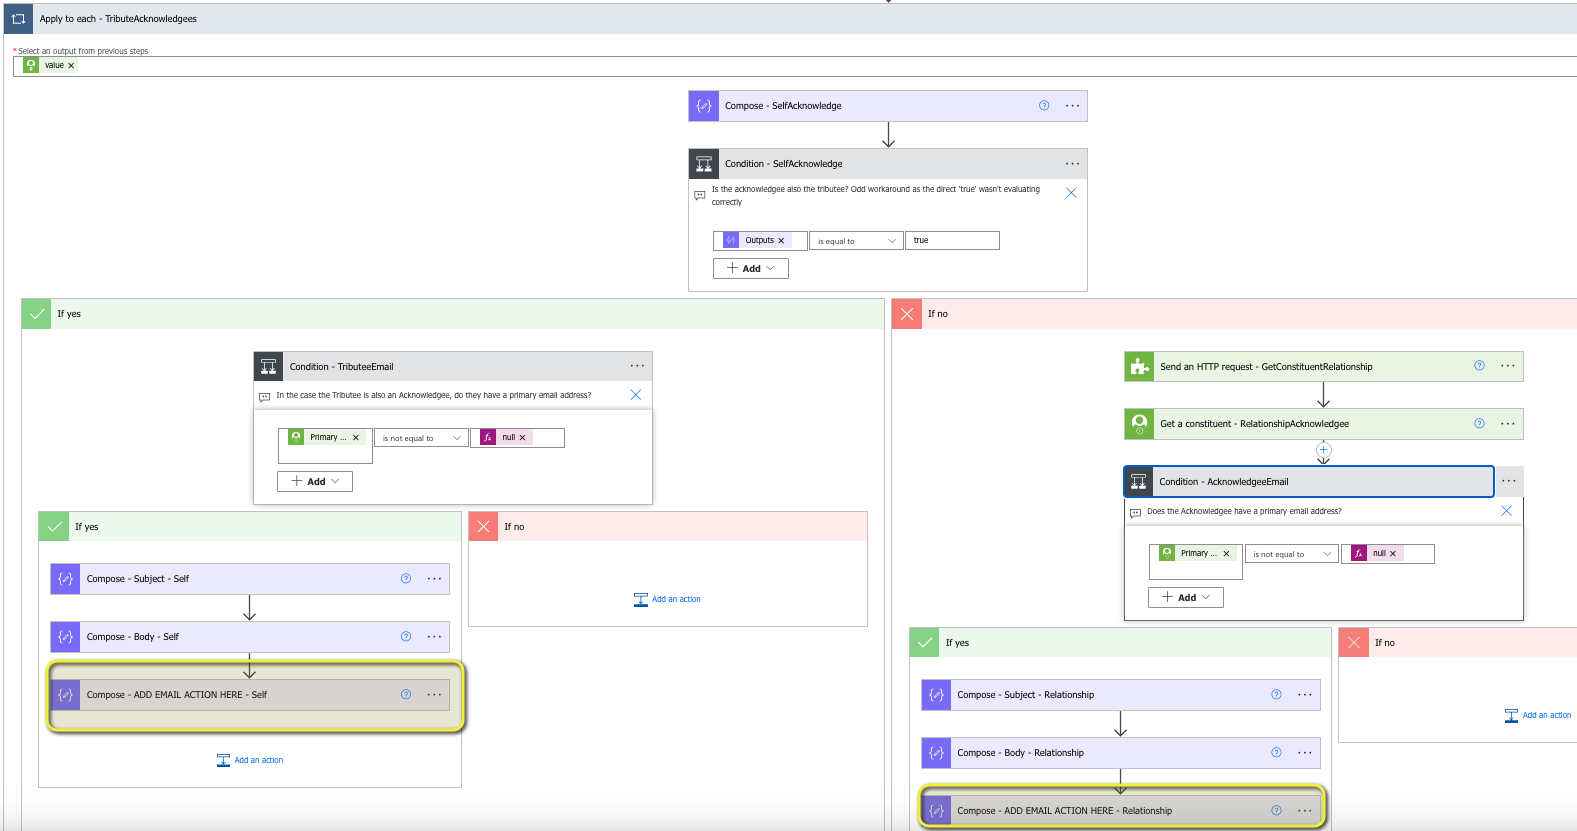 Apply to each - TributeAcknowledgees
* Select an output from previous steps
value ×
Compose - SelfAcknowledge
Condition - SelfAcknowledge
Is the acknowledgee also the tributee? Odd workaround as the direct 'true' wasn't evaluating
correctly
Outputs × is equal to true
+ Add
If yes
If no
Condition - TributeeEmail
In the case the Tributee is also an Acknowledgee, do they have a primary email address?
Primary ... × is not equal to fx null ×
+ Add
If yes
If no
Compose - Subject - Self
Add an action
Compose - Body - Self
Compose - ADD EMAIL ACTION HERE - Self
Add an action
Send an HTTP request - GetConstituentRelationship
Get a constituent - RelationshipAcknowledgee
Condition - AcknowledgeeEmail
Does the Acknowledgee have a primary email address?
Primary ... × is not equal to fx null ×
+ Add
If yes
If no
Compose - Subject - Relationship
Add an action
Compose - Body - Relationship
Compose - ADD EMAIL ACTION HERE - Relationship